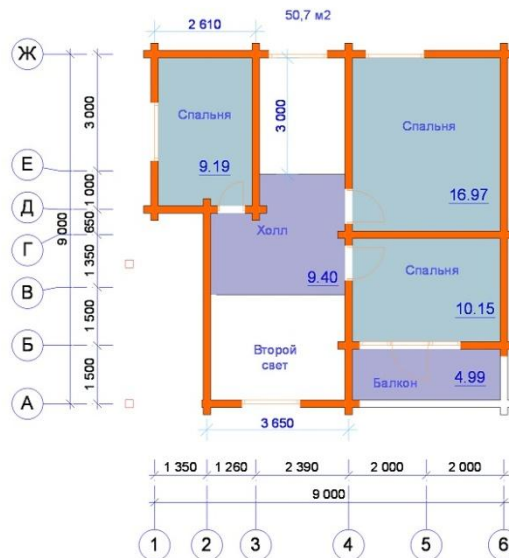 50,7 м2
2 610
Ж
Е
Д
Г
В
Б
А
9 000
3 000
1 000
650
1 350
1 500
1 500
Спальня
9.19
3 000
Спальня
16.97
Холл
9.40
Спальня
10.15
Второй
свет
Балкон
4.99
3 650
1 350
1 260
2 390
2 000
2 000
9 000
1
2
3
4
5
6